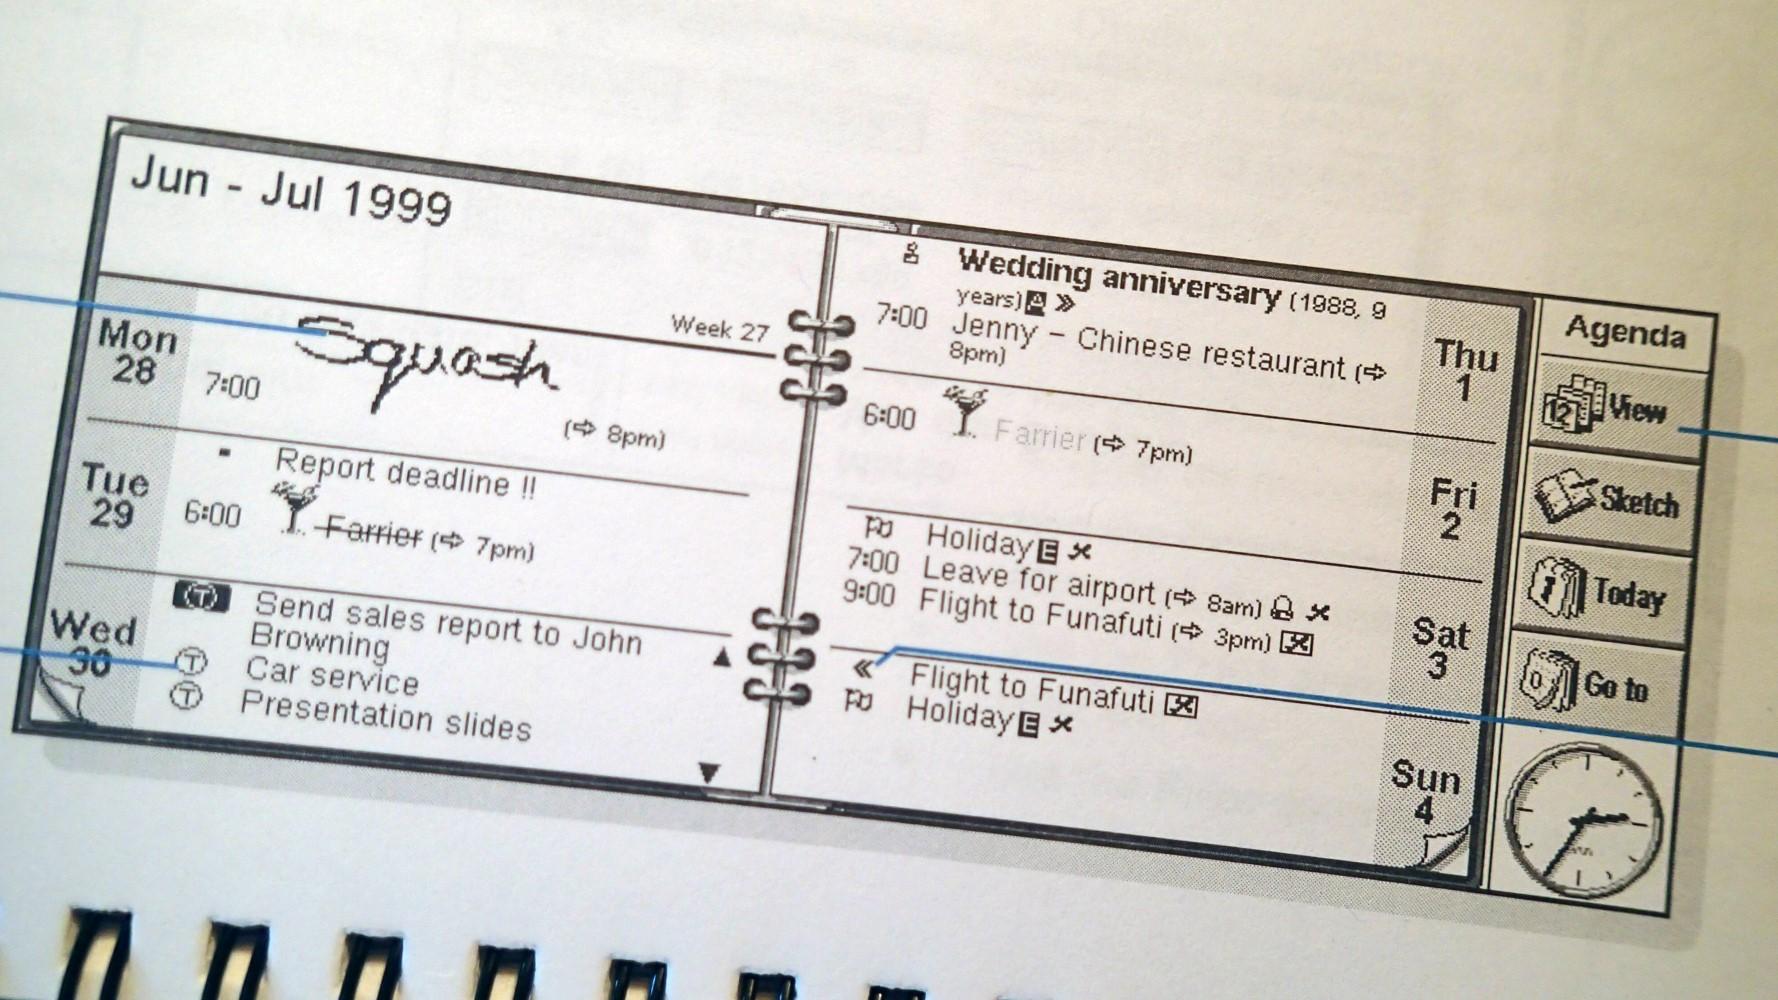 Jun - Jul 1999
Week 27
Mon
28
7:00 Squash
(⇨ 8pm)
Tue
29
▪ Report deadline !!
6:00 Farrier (⇨ 7pm)
Wed
30
T Send sales report to John
Browning
T Car service
T Presentation slides
Wedding anniversary (1988, 9
years) A »
7:00 Jenny – Chinese restaurant (⇨
8pm)
Thu
1
6:00 Farrier (⇨ 7pm)
Fri
2
Holiday E
7:00 Leave for airport (⇨ 8am)
9:00 Flight to Funafuti (⇨ 3pm)
Sat
3
« Flight to Funafuti
Holiday E
Sun
4
Agenda
12 View
Sketch
1 Today
0 Go to